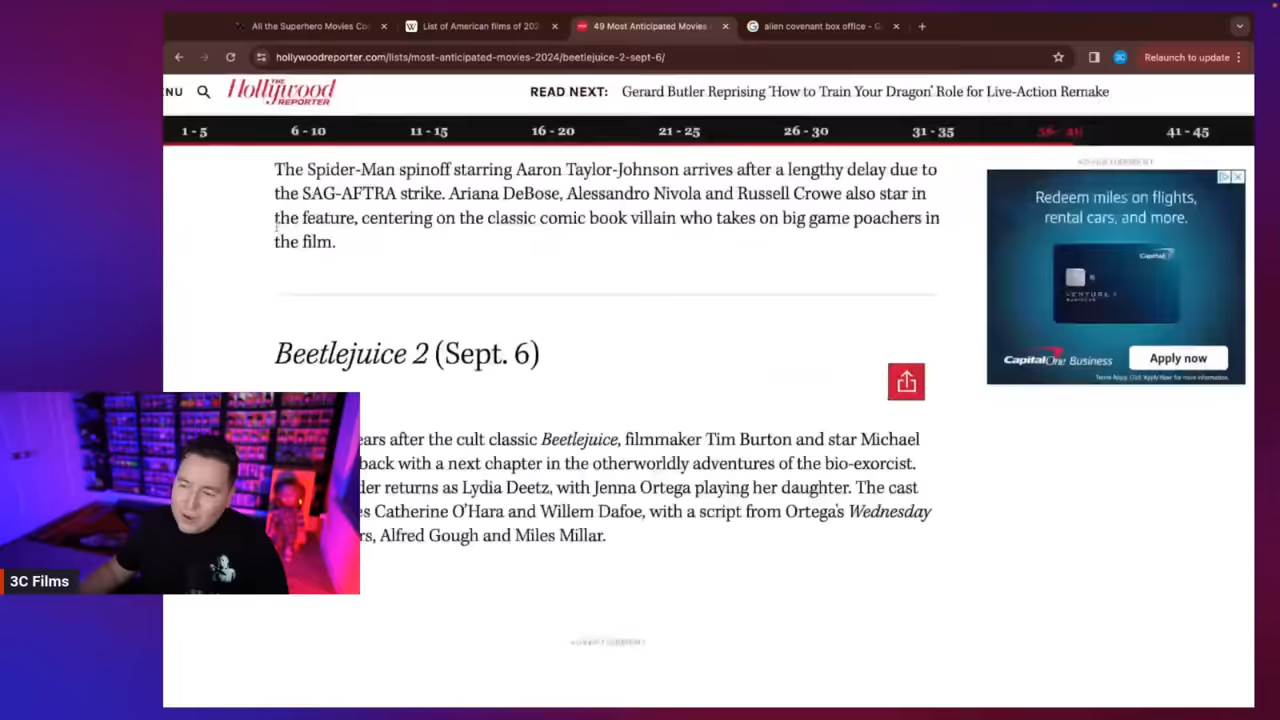 All the Superhero Movies Co
List of American films of 202
49 Most Anticipated Movies
alien covenant box office - G
hollywoodreporter.com/lists/most-anticipated-movies-2024/beetlejuice-2-sept-6/
Relaunch to update
NU
THE
Hollywood
REPORTER
READ NEXT: Gerard Butler Reprising 'How to Train Your Dragon' Role for Live-Action Remake
1 - 5 6 - 10 11 - 15 16 - 20 21 - 25 26 - 30 31 - 35 36 - 40 41 - 45
The Spider-Man spinoff starring Aaron Taylor-Johnson arrives after a lengthy delay due to
the SAG-AFTRA strike. Ariana DeBose, Alessandro Nivola and Russell Crowe also star in
the feature, centering on the classic comic book villain who takes on big game poachers in
the film.
ADVERTISEMENT
Redeem miles on flights,
rental cars, and more.
Capital
VENTURE X
BUSINESS
CapitalOne Business
Apply now
Beetlejuice 2 (Sept. 6)
ears after the cult classic Beetlejuice, filmmaker Tim Burton and star Michael
back with a next chapter in the otherworldly adventures of the bio-exorcist.
der returns as Lydia Deetz, with Jenna Ortega playing her daughter. The cast
es Catherine O'Hara and Willem Dafoe, with a script from Ortega's Wednesday
rs, Alfred Gough and Miles Millar.
3C Films
ADVERTISEMENT